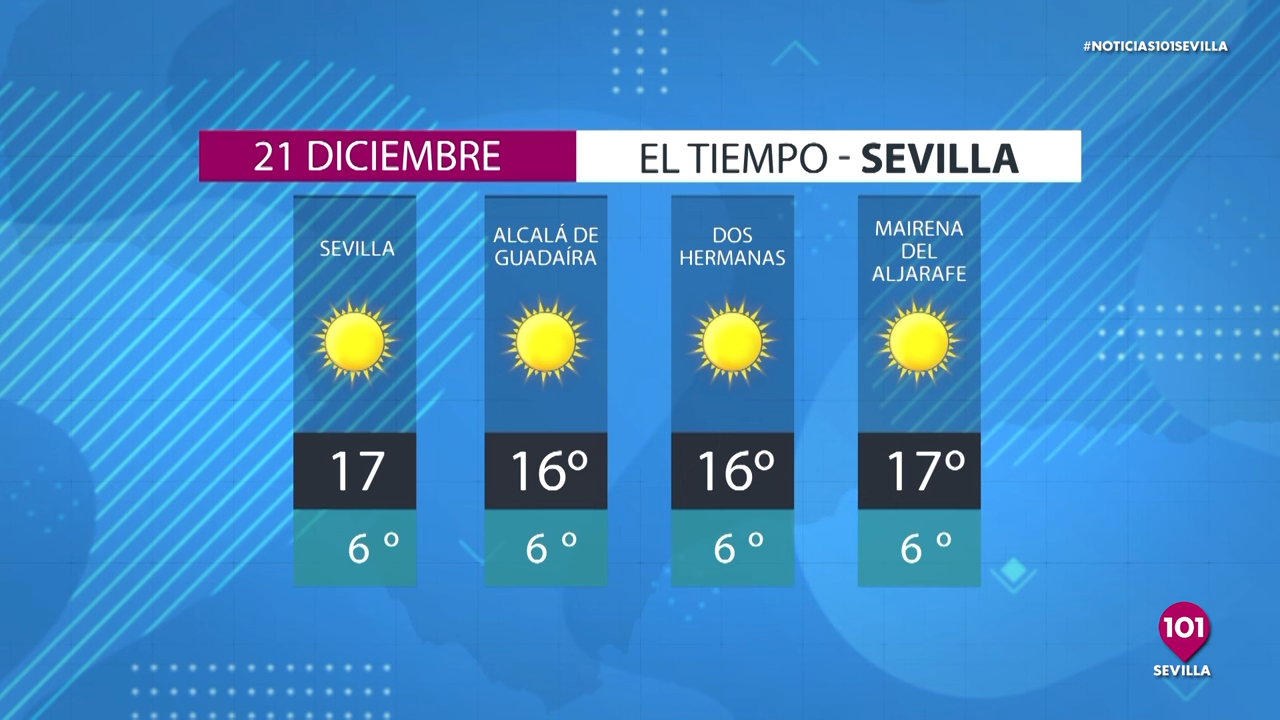 #NOTICIAS101SEVILLA
21 DICIEMBRE
EL TIEMPO - SEVILLA
SEVILLA
17
6 º
ALCALÁ DE
GUADAÍRA
16º
6 º
DOS
HERMANAS
16º
6 º
MAIRENA
DEL
ALJARAFE
17º
6 º
101
SEVILLA